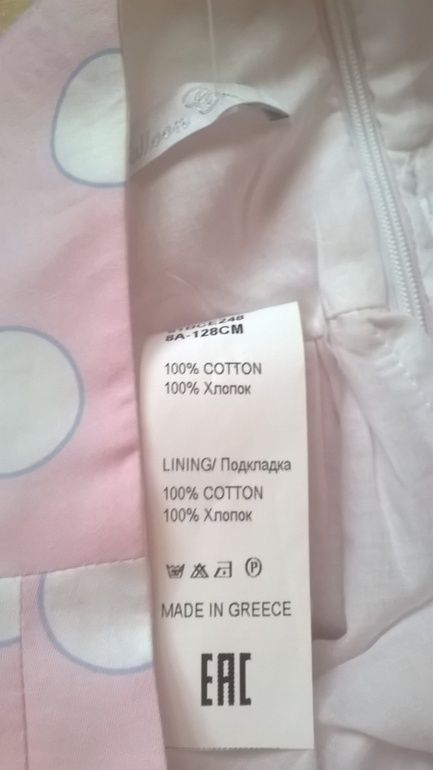 8A-128CM
100% COTTON
100% Хлопок
LINING/ Подкладка
100% COTTON
100% Хлопок
P
MADE IN GREECE
EAC